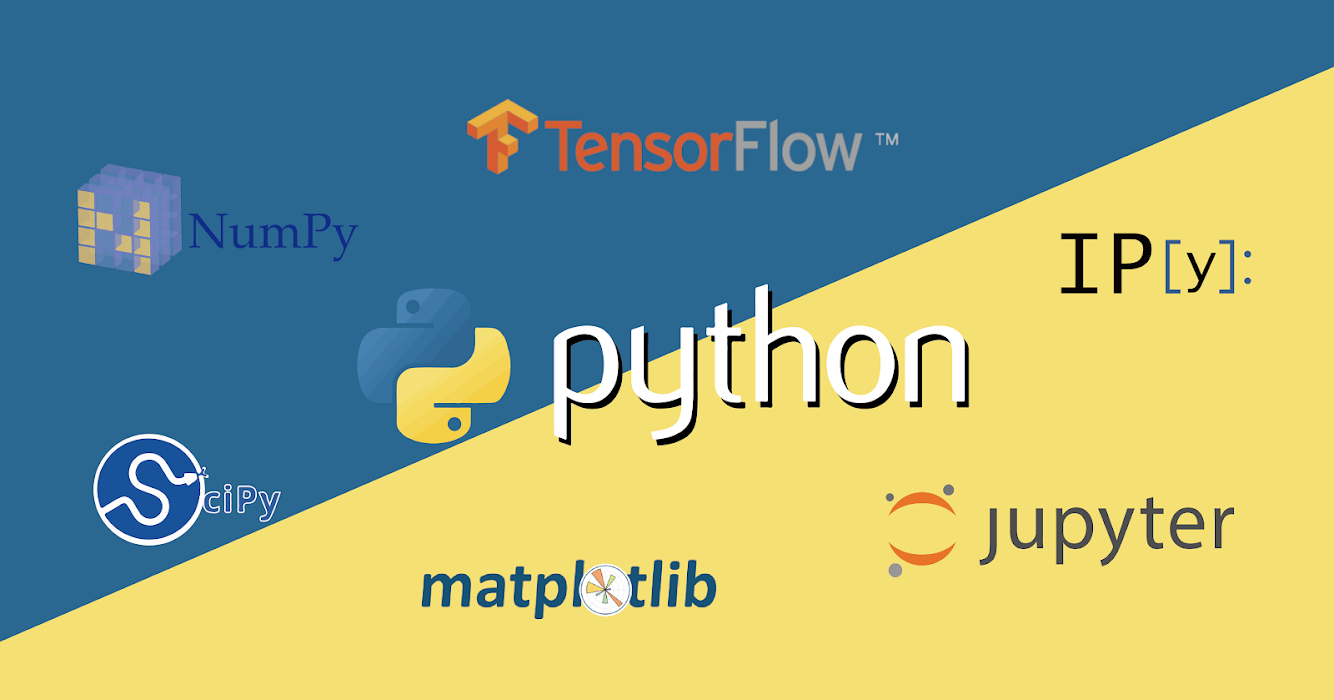 TensorFlow ™
NumPy
IP[y]:
python
SciPy
jupyter
matplotlib